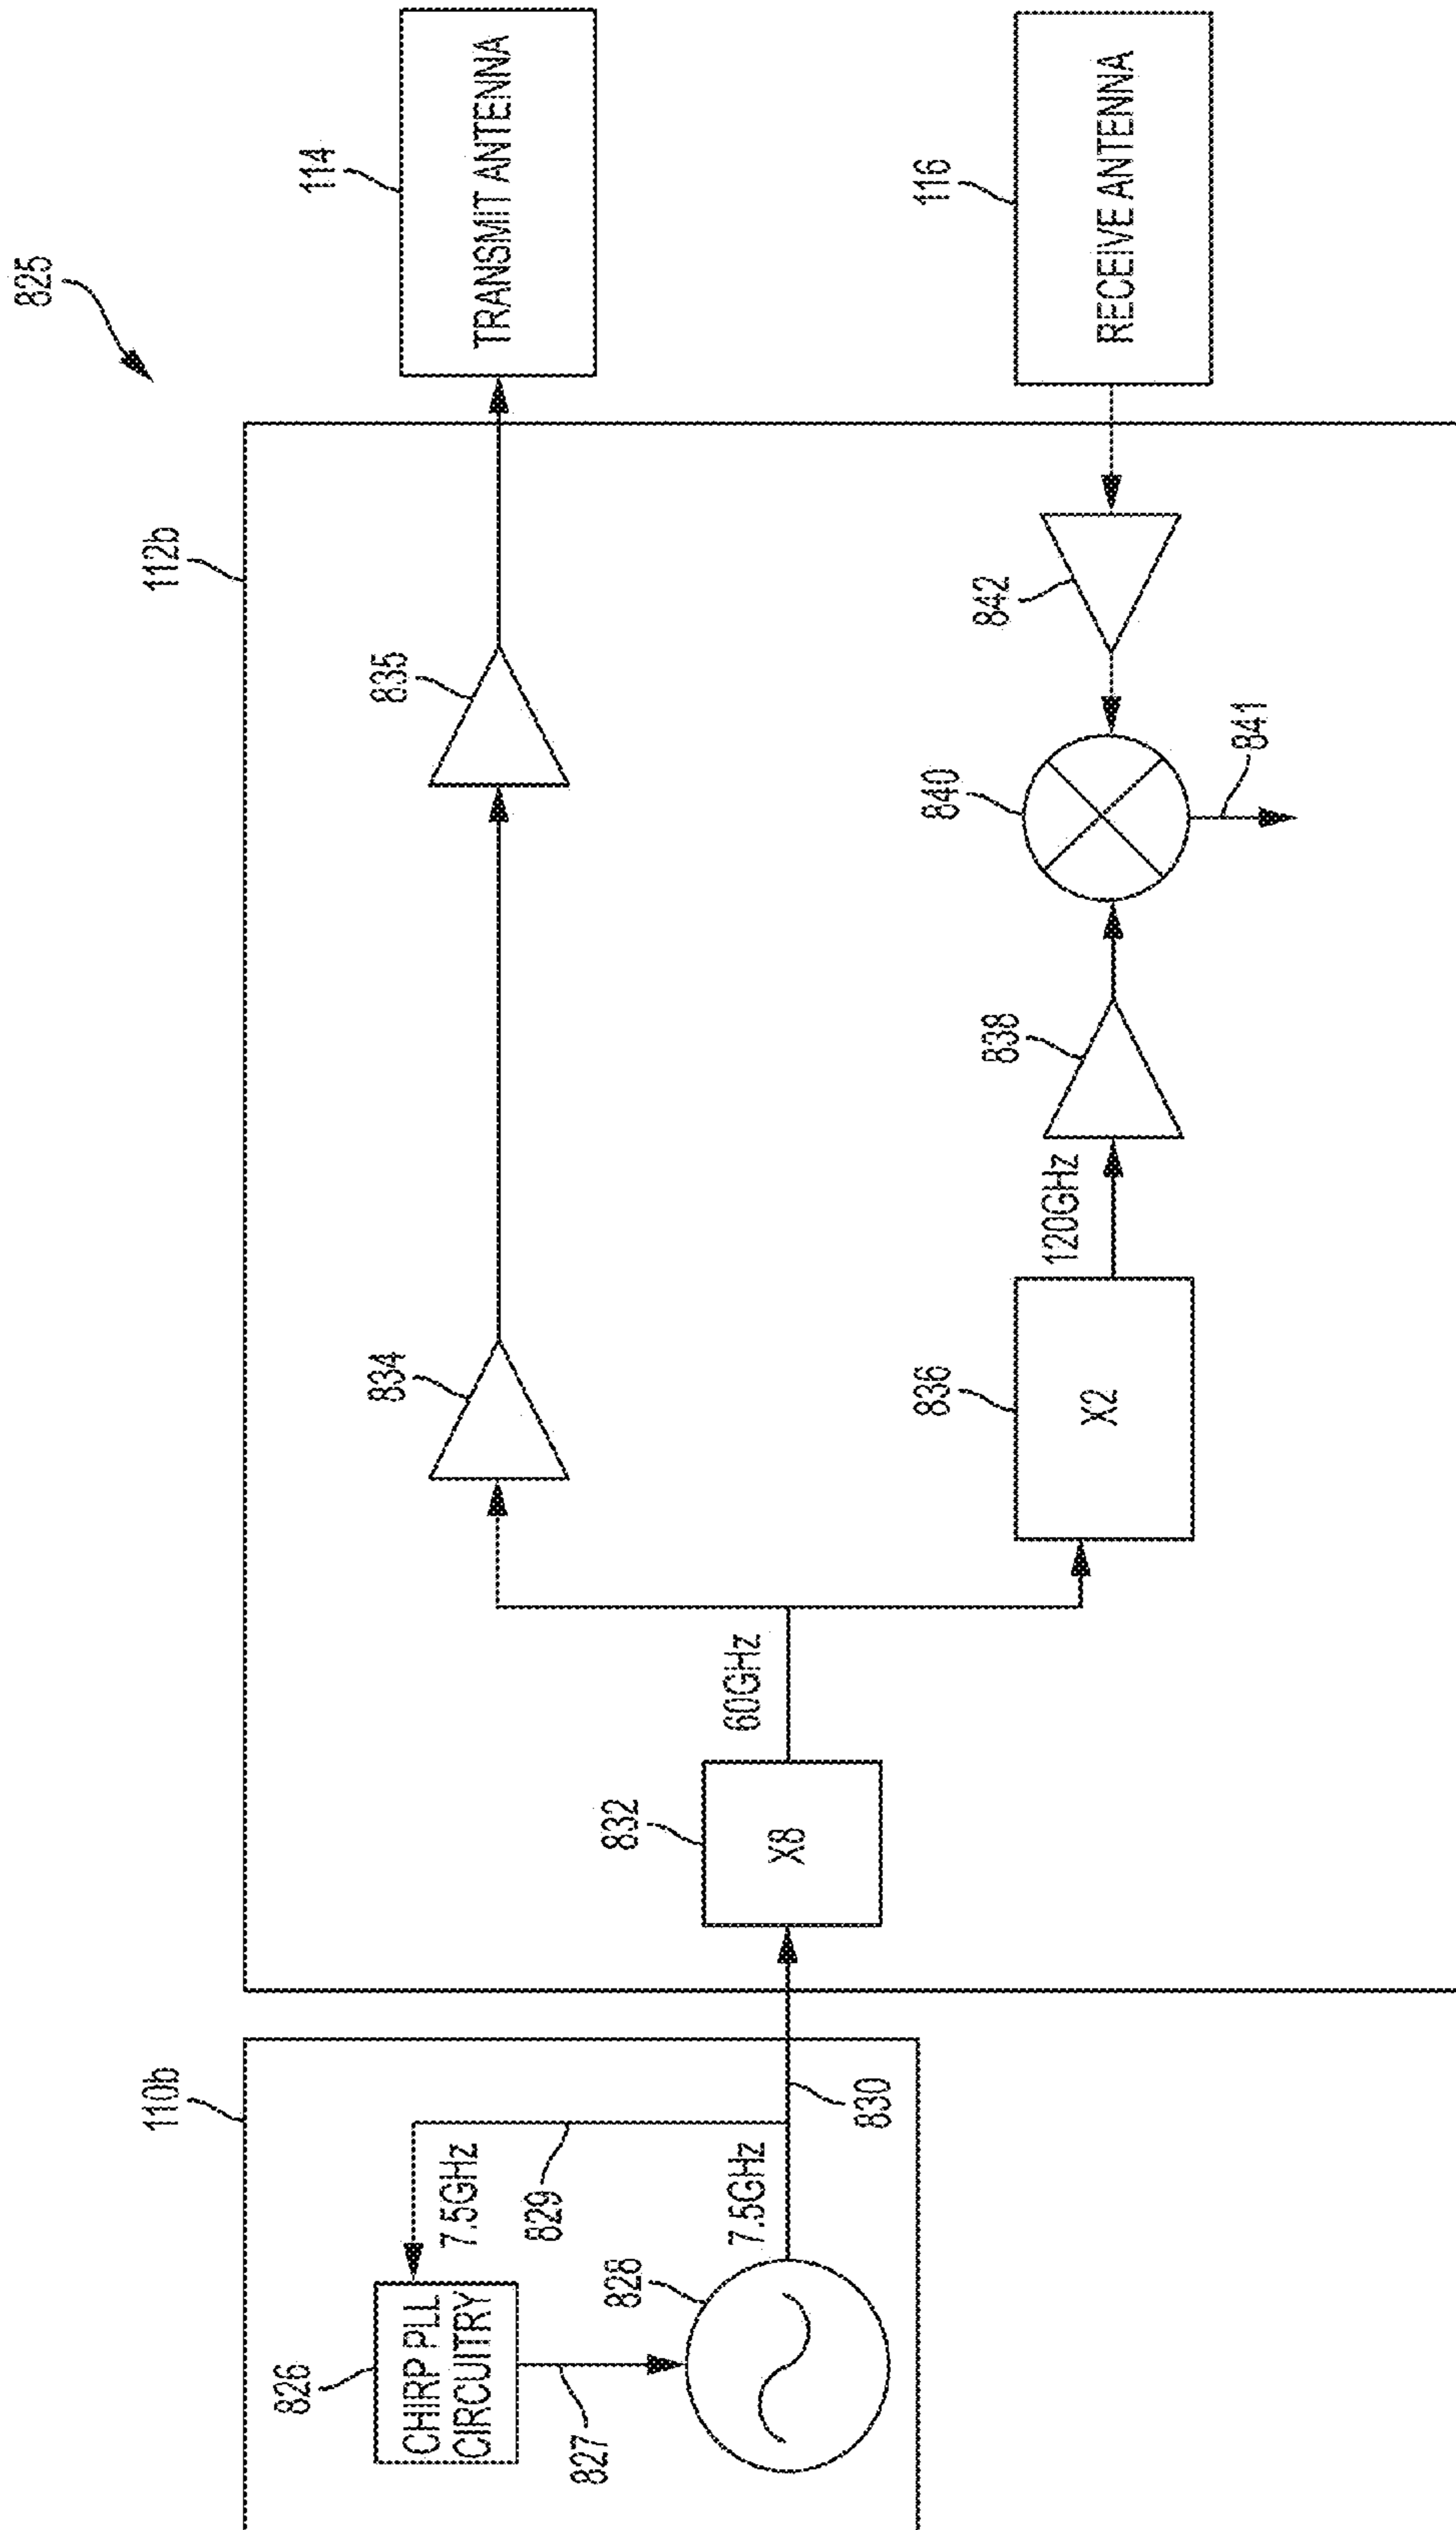 825
110b
112b
114
TRANSMIT ANTENNA
826
CHIRP PLL
CIRCUITRY
7.5GHz
829
827
828
7.5GHz
830
832
X8
60GHz
834
835
836
X2
120GHz
838
840
841
842
116
RECEIVE ANTENNA